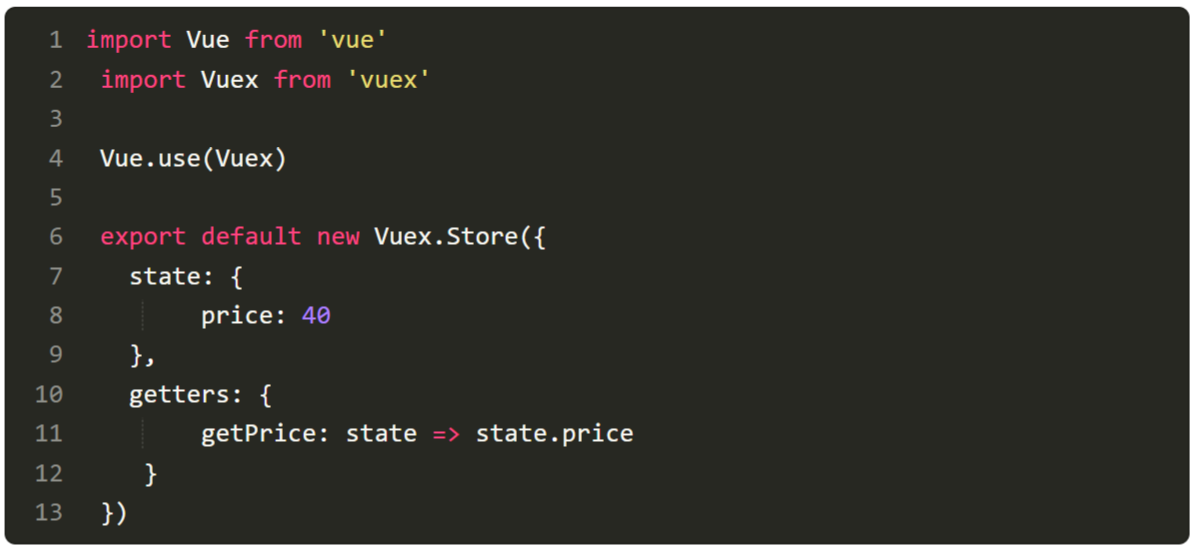 1 import Vue from 'vue'
2 import Vuex from 'vuex'
3
4 Vue.use(Vuex)
5
6 export default new Vuex.Store({
7 state: {
8 price: 40
9 },
10 getters: {
11 getPrice: state => state.price
12 }
13 })